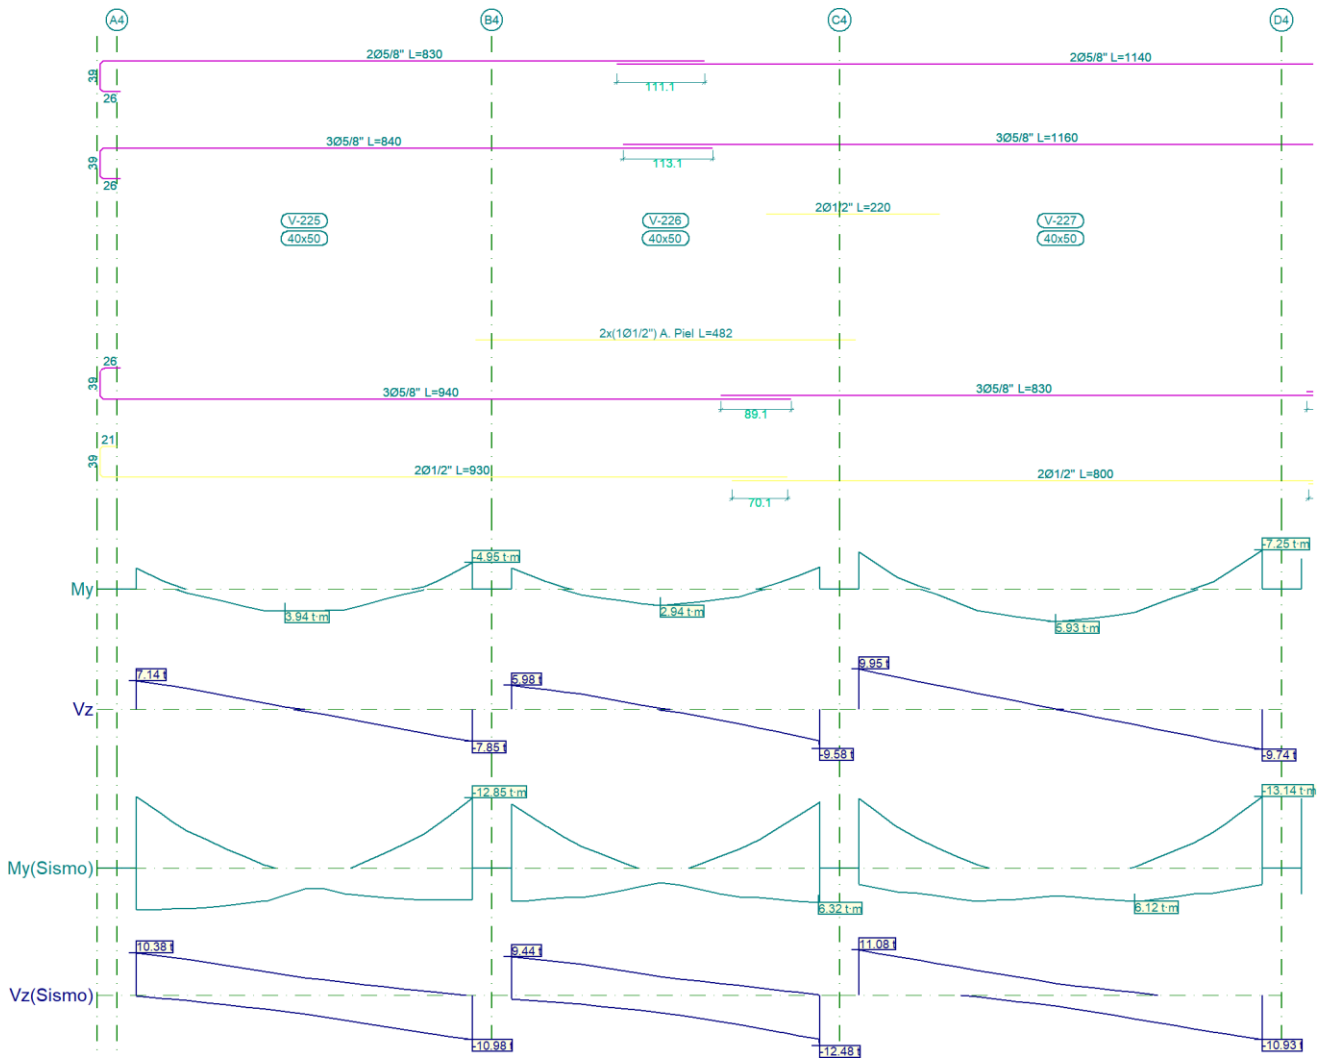 A4 B4 C4 D4
2Ø5/8" L=830
2Ø5/8" L=1140
39
26
111.1
3Ø5/8" L=840
3Ø5/8" L=1160
39
26
113.1
2Ø1/2" L=220
V-225 V-226 V-227
40x50 40x50 40x50
2x(1Ø1/2") A. Piel L=482
26
39
3Ø5/8" L=940
3Ø5/8" L=830
89.1
21
39
2Ø1/2" L=930
2Ø1/2" L=800
70.1
-4.95 t·m
-7.25 t·m
My
3.94 t·m
2.94 t·m
5.93 t·m
7.14 t
5.98 t
9.95 t
Vz
-7.85 t
-9.58 t
-9.74 t
-12.85 t·m
-13.14 t·m
My(Sismo)
6.32 t·m
6.12 t·m
10.38 t
9.44 t
11.08 t
Vz(Sismo)
-10.98 t
-12.48 t
-10.93 t